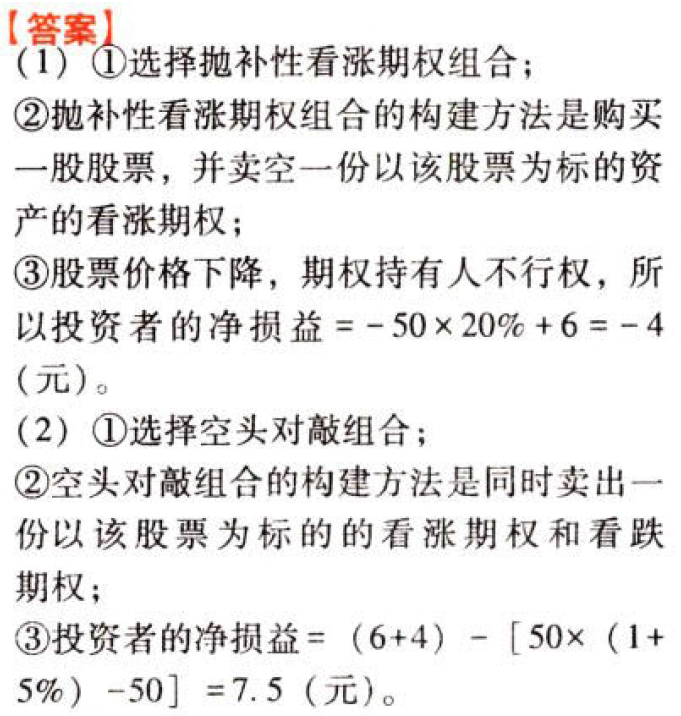 【答案】
（1）①选择抛补性看涨期权组合；
②抛补性看涨期权组合的构建方法是购买
一股股票，并卖空一份以该股票为标的资
产的看涨期权；
③股票价格下降，期权持有人不行权，所
以投资者的净损益＝－50×20%＋6＝－4
（元）。
（2）①选择空头对敲组合；
②空头对敲组合的构建方法是同时卖出一
份以该股票为标的的看涨期权和看跌
期权；
③投资者的净损益＝（6+4）－［50×（1+
5%）-50］＝7.5（元）。